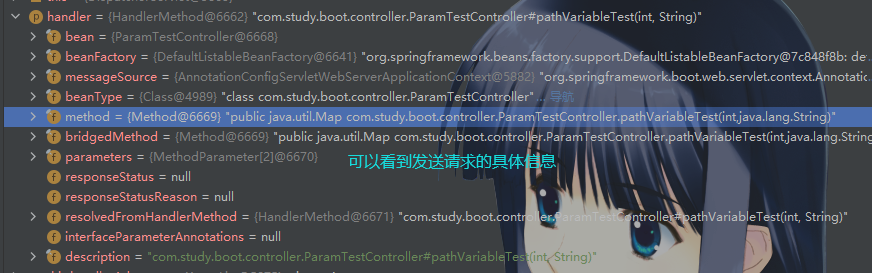 handler = {HandlerMethod@6662} "com.study.boot.controller.ParamTestController#pathVariableTest(int, String)"
bean = {ParamTestController@6668}
beanFactory = {DefaultListableBeanFactory@6641} "org.springframework.beans.factory.support.DefaultListableBeanFactory@7c848f8b: de
messageSource = {AnnotationConfigServletWebServerApplicationContext@5882} "org.springframework.boot.web.servlet.context.Annotation
beanType = {Class@4989} "class com.study.boot.controller.ParamTestController" ... 导航
method = {Method@6669} "public java.util.Map com.study.boot.controller.ParamTestController.pathVariableTest(int,java.lang.String)"
bridgedMethod = {Method@6669} "public java.util.Map com.study.boot.controller.ParamTestController.pathVariableTest(int,java.lang.String
parameters = {MethodParameter[2]@6670}
可以看到发送请求的具体信息
responseStatus = null
responseStatusReason = null
resolvedFromHandlerMethod = {HandlerMethod@6671} "com.study.boot.controller.ParamTestController#pathVariableTest(int, String)"
interfaceParameterAnnotations = null
description = "com.study.boot.controller.ParamTestController#pathVariableTest(int, String)"